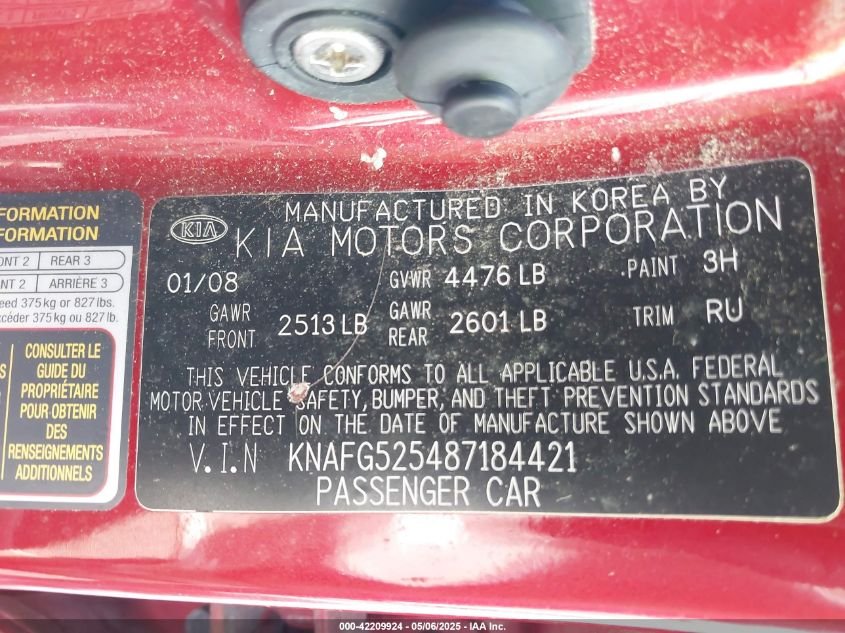 FORMATION
FORMATION
ONT 2 REAR 3
NT 2 ARRIÈRE 3
eed 375 kg or 827 lbs.
céder 375 kg ou 827 lb.
CONSULTER LE
GUIDE DU
PROPRIÉTAIRE
POUR OBTENIR
DES
RENSEIGNEMENTS
ADDITIONNELS
KIA
MANUFACTURED IN KOREA BY
KIA MOTORS CORPORATION
01/08 GVWR 4476 LB PAINT 3H
GAWR FRONT 2513 LB GAWR REAR 2601 LB TRIM RU
THIS VEHICLE CONFORMS TO ALL APPLICABLE U.S.A. FEDERAL
MOTOR VEHICLE SAFETY, BUMPER, AND THEFT PREVENTION STANDARDS
IN EFFECT ON THE DATE OF MANUFACTURE SHOWN ABOVE
V.I.N KNAFG525487184421
PASSENGER CAR
000-42209924 - 05/06/2025 - IAA, Inc.